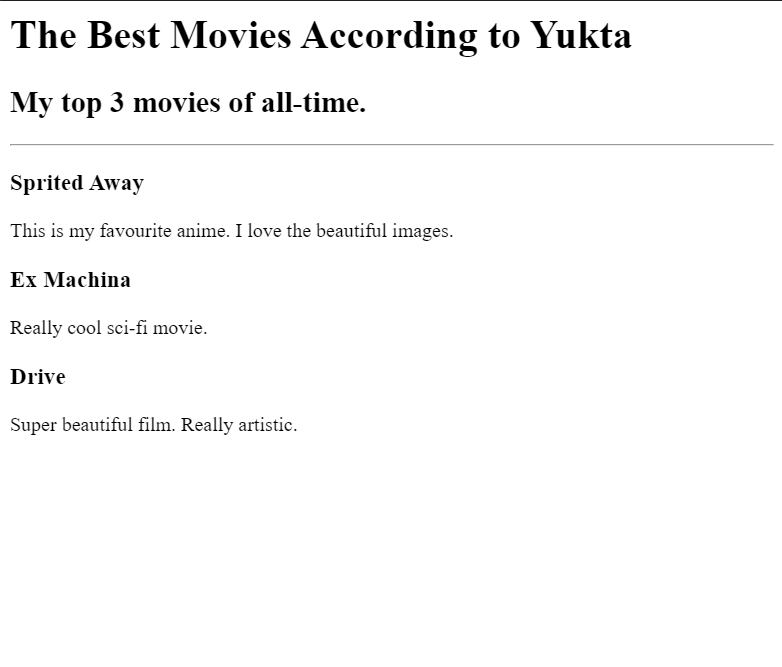 The Best Movies According to Yukta
My top 3 movies of all-time.
Sprited Away
This is my favourite anime. I love the beautiful images.
Ex Machina
Really cool sci-fi movie.
Drive
Super beautiful film. Really artistic.